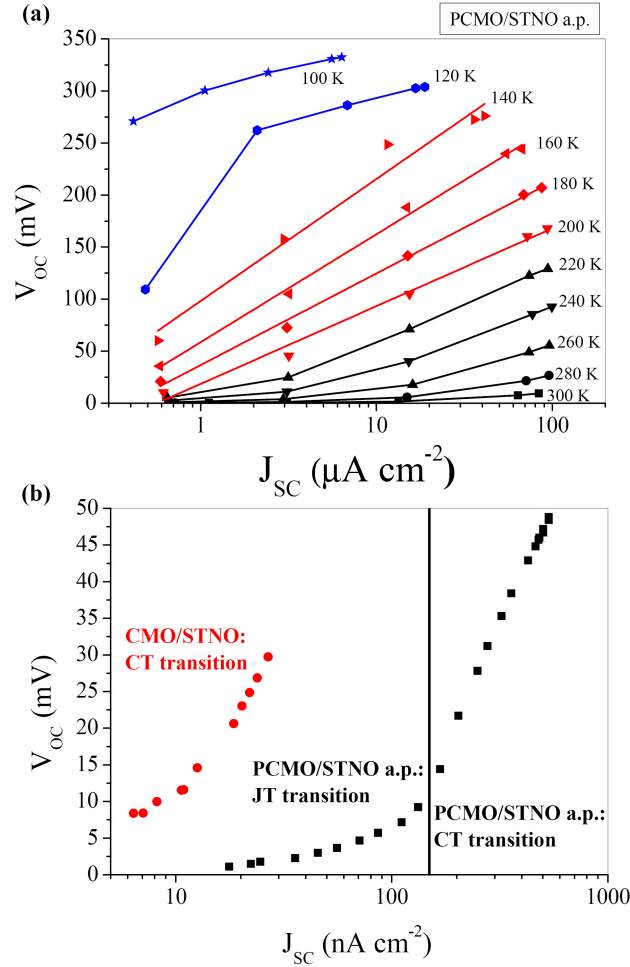 (a)
PCMO/STNO a.p.
350
300
250
200
150
100
50
0
V_OC (mV)
100 K
120 K
140 K
160 K
180 K
200 K
220 K
240 K
260 K
280 K
300 K
1
10
100
J_SC (µA cm⁻²)
(b)
50
45
40
35
30
25
20
15
10
5
0
V_OC (mV)
CMO/STNO:
CT transition
PCMO/STNO a.p.:
JT transition
PCMO/STNO a.p.:
CT transition
10
100
1000
J_SC (nA cm⁻²)